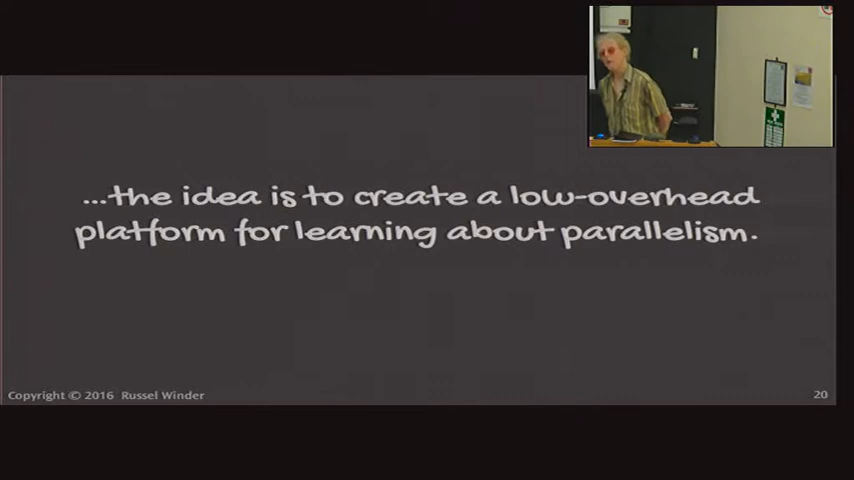 ...the idea is to create a low-overhead
platform for learning about parallelism.
Copyright © 2016 Russel Winder
20